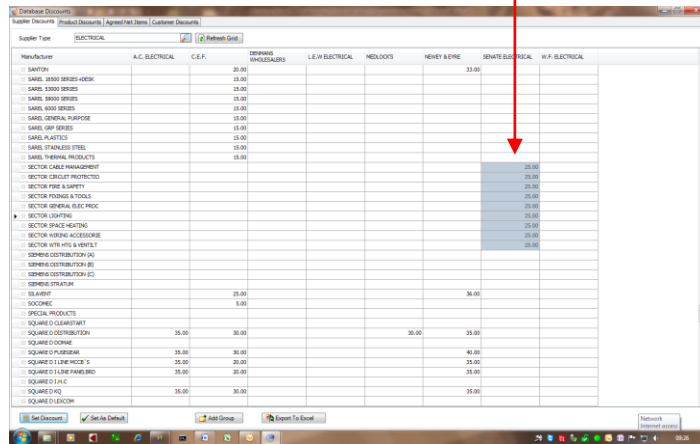 Database Discounts
Supplier Discounts Product Discounts Agreed Net Items Customer Discounts
Supplier Type ELECTRICAL Refresh Grid
Manufacturer A.C. ELECTRICAL C.E.F. DENMANS WHOLESALERS L.E.W ELECTRICAL MEDLOCKS NEWEY & EYRE SENATE ELECTRICAL W.F. ELECTRICAL
SANTON 20.00 33.00
SAREL 18500 SERIES +DESK 15.00
SAREL 53000 SERIES 15.00
SAREL 58000 SERIES 15.00
SAREL 6000 SERIES 15.00
SAREL GENERAL PURPOSE 15.00
SAREL GRP SERIES 15.00
SAREL PLASTICS 15.00
SAREL STAINLESS STEEL 15.00
SAREL THERMAL PRODUCTS 15.00
SECTOR CABLE MANAGEMENT 25.00
SECTOR CIRCUIT PROTECTIO 25.00
SECTOR FIRE & SAFETY 25.00
SECTOR FIXINGS & TOOLS 25.00
SECTOR GENERAL ELEC PROC 25.00
SECTOR LIGHTING 25.00
SECTOR SPACE HEATING 25.00
SECTOR WIRING ACCESSORIE 25.00
SECTOR WTR HTG & VENTILT 25.00
SIEMENS DISTRIBUTION (A)
SIEMENS DISTRIBUTION (B)
SIEMENS DISTRIBUTION (C)
SIEMENS STRATUM
SILAVENT 25.00 36.00
SOCOMEC 5.00
SPECIAL PRODUCTS
SQUARE D CLEARSTART
SQUARE D DISTRIBUTION 35.00 30.00 30.00 35.00
SQUARE D DOMAE
SQUARE D FUSEGEAR 35.00 30.00 40.00
SQUARE D I LINE MCCB`S 35.00 20.00 35.00
SQUARE D I-LINE PANELBRD 35.00 20.00 35.00
SQUARE D I.M.C
SQUARE D KQ 35.00 30.00 35.00
SQUARE D LEXCOM
Set Discount Set As Default Add Group Export To Excel
Network
Internet access
09:26